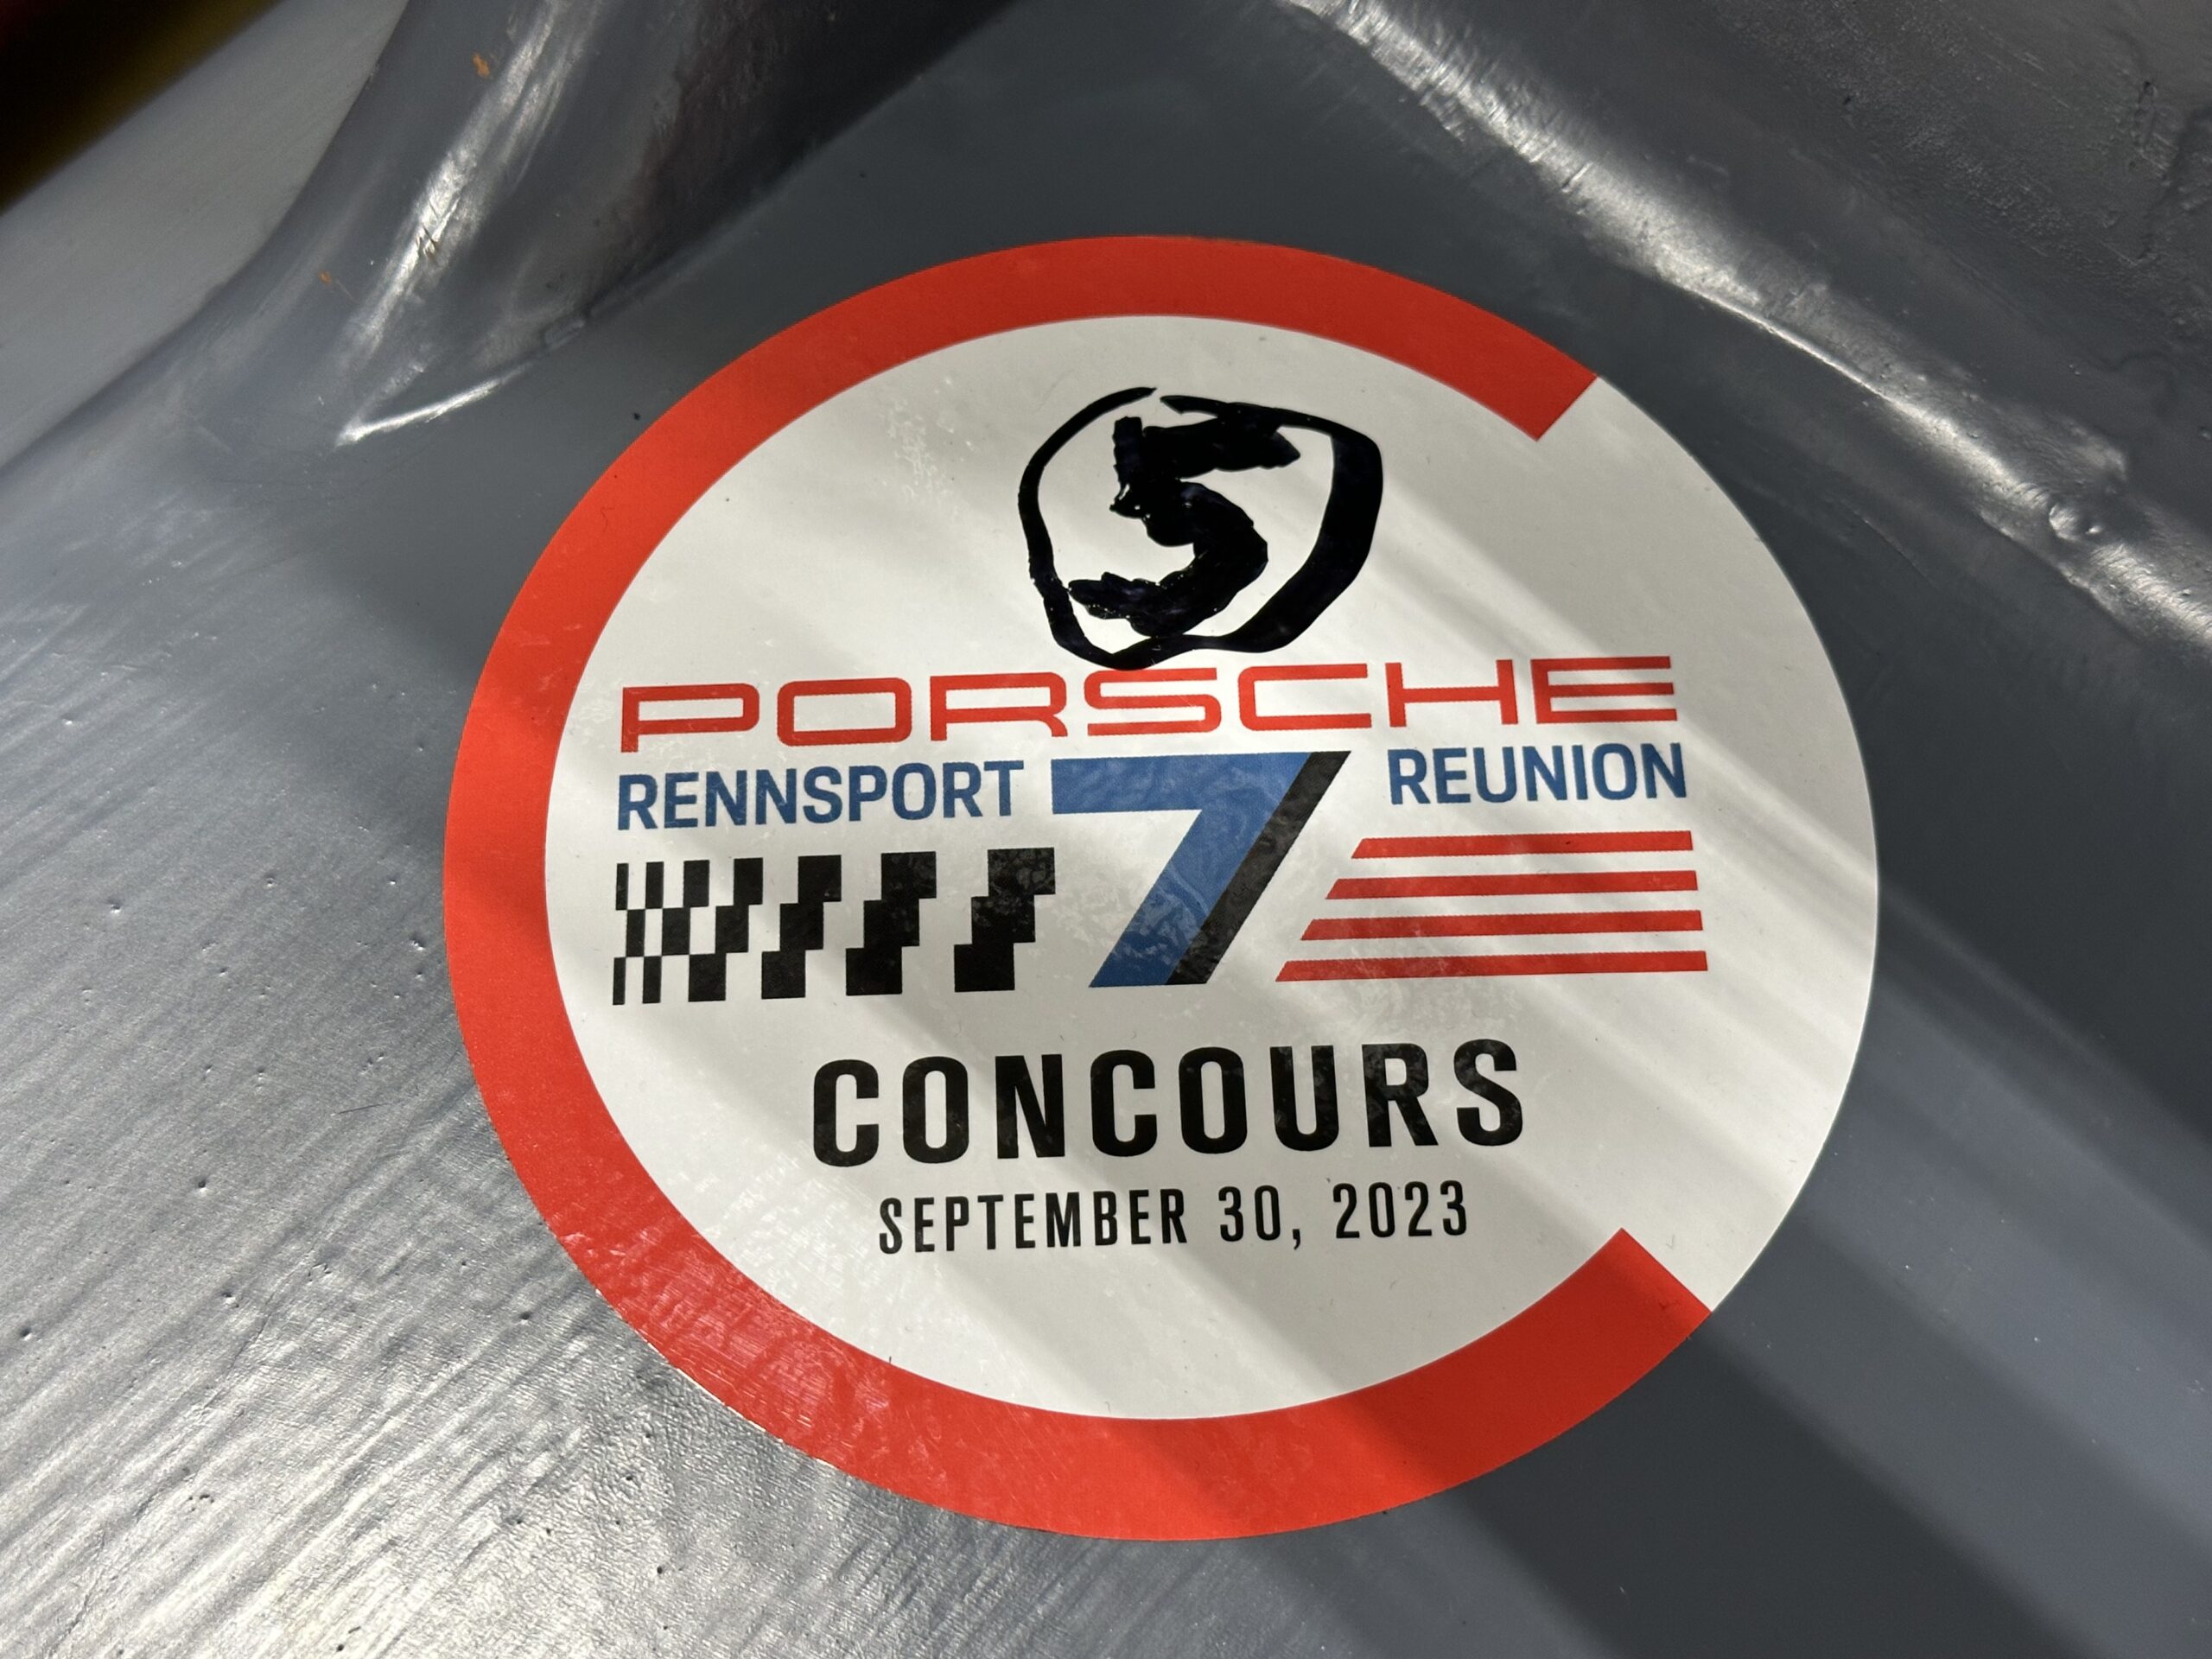 5
PORSCHE
RENNSPORT 7 REUNION
CONCOURS
SEPTEMBER 30, 2023